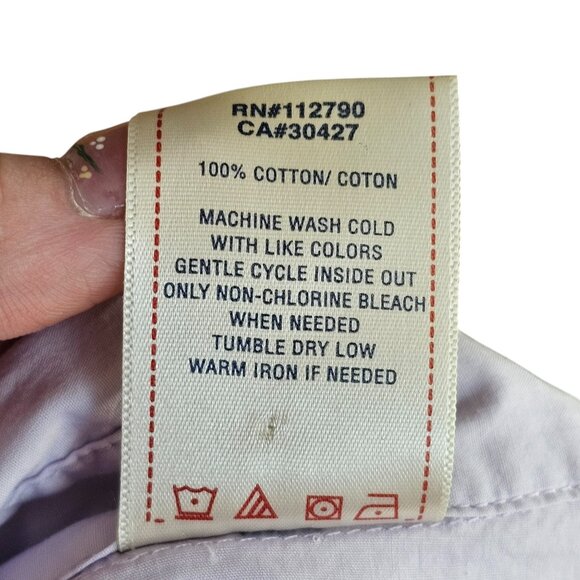 RN#112790
CA#30427
100% COTTON/ COTON
MACHINE WASH COLD
WITH LIKE COLORS
GENTLE CYCLE INSIDE OUT
ONLY NON-CHLORINE BLEACH
WHEN NEEDED
TUMBLE DRY LOW
WARM IRON IF NEEDED